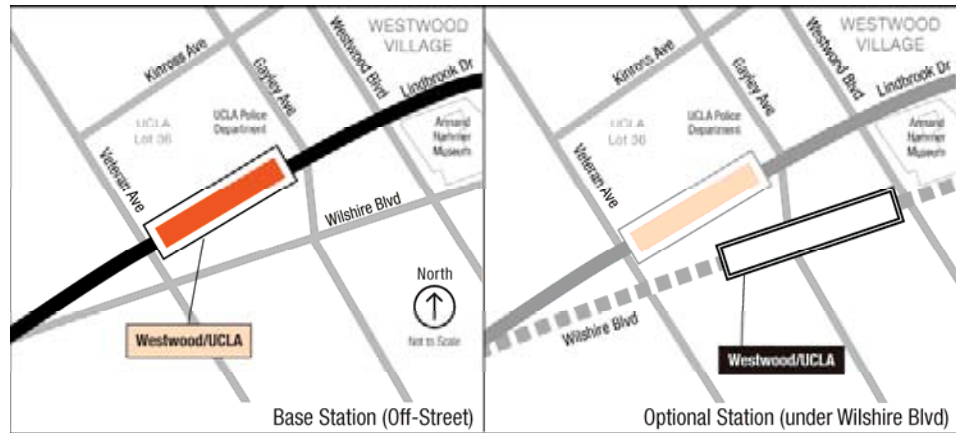 WESTWOOD
VILLAGE
Kinross Ave
Gayley Ave
Westwood Blvd
Lindbrook Dr
UCLA
Lot 36
UCLA Police
Department
Armand
Hammer
Museum
Veteran Ave
Wilshire Blvd
North
Not to Scale
Westwood/UCLA
Base Station (Off-Street)
WESTWOOD
VILLAGE
Kinross Ave
Gayley Ave
Westwood Blvd
Lindbrook Dr
UCLA
Lot 36
UCLA Police
Department
Armand
Hammer
Museum
Veteran Ave
Wilshire Blvd
Westwood/UCLA
Optional Station (under Wilshire Blvd)